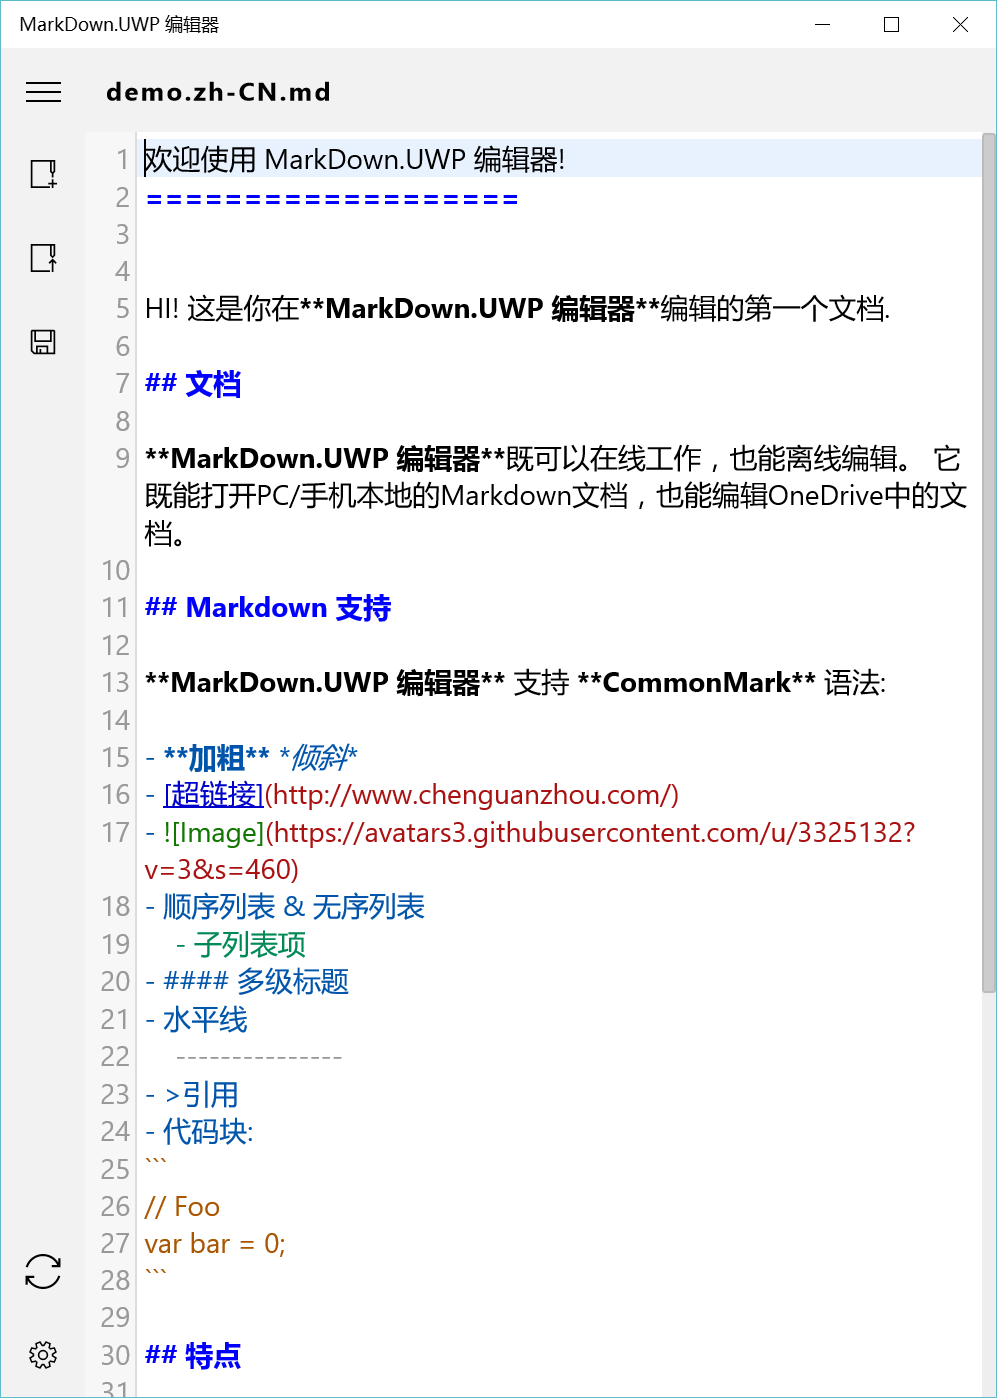 MarkDown.UWP 编辑器
demo.zh-CN.md
1 欢迎使用 MarkDown.UWP 编辑器!
2 ===================
3
4
5 HI! 这是你在**MarkDown.UWP 编辑器**编辑的第一个文档.
6
7 ## 文档
8
9 **MarkDown.UWP 编辑器**既可以在线工作，也能离线编辑。 它
既能打开PC/手机本地的Markdown文档，也能编辑OneDrive中的文
档。
10
11 ## Markdown 支持
12
13 **MarkDown.UWP 编辑器** 支持 **CommonMark** 语法:
14
15 - **加粗** *倾斜*
16 - [超链接](http://www.chenguanzhou.com/)
17 - ![Image](https://avatars3.githubusercontent.com/u/3325132?
v=3&s=460)
18 - 顺序列表 & 无序列表
19     - 子列表项
20 - #### 多级标题
21 - 水平线
22     ---------------
23 - >引用
24 - 代码块:
25 ```
26 // Foo
27 var bar = 0;
28 ```
29
30 ## 特点
31